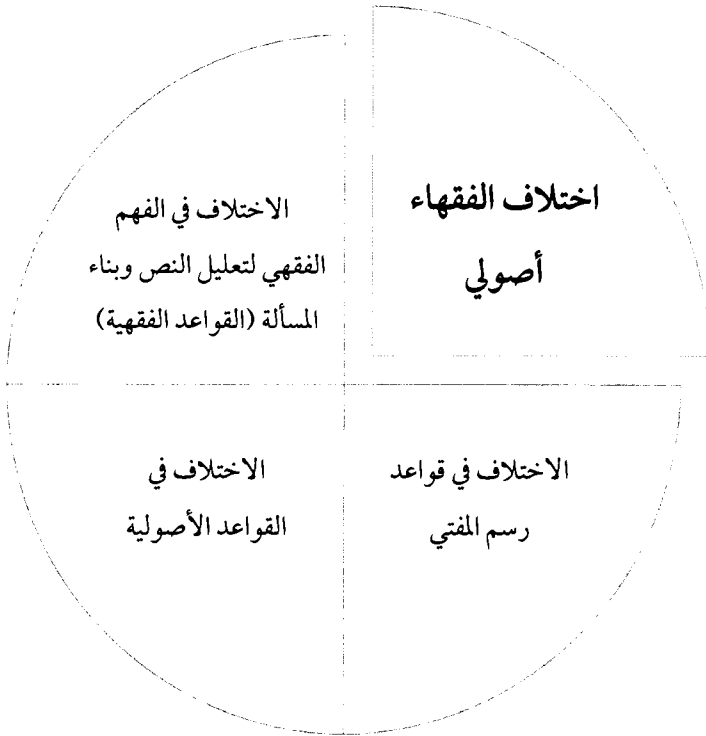 اختلاف الفقهاء
أصولي
الاختلاف في الفهم
الفقهي لتعليل النص وبناء
المسألة (القواعد الفقهية)
الاختلاف في قواعد
رسم المفتي
الاختلاف في
القواعد الأصولية